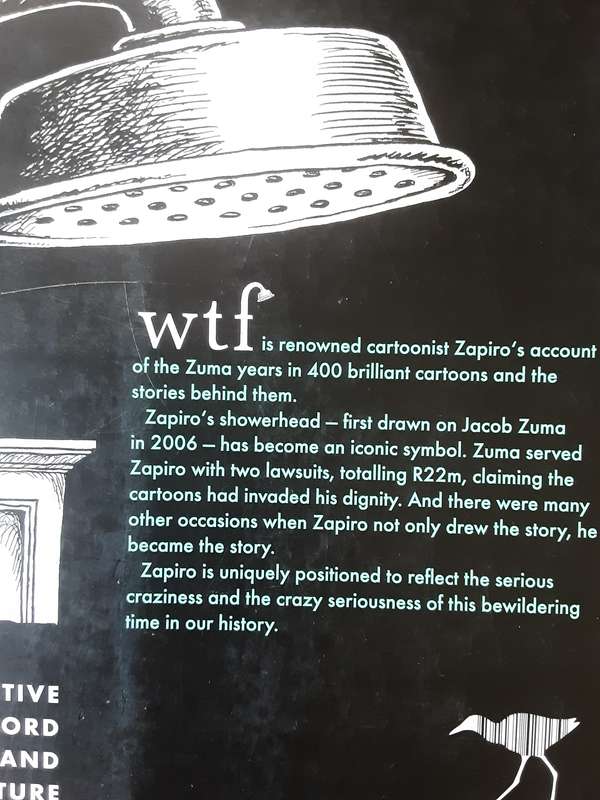 wtf is renowned cartoonist Zapiro's account
of the Zuma years in 400 brilliant cartoons and the
stories behind them.
Zapiro's showerhead – first drawn on Jacob Zuma
in 2006 – has become an iconic symbol. Zuma served
Zapiro with two lawsuits, totalling R22m, claiming the
cartoons had invaded his dignity. And there were many
other occasions when Zapiro not only drew the story, he
became the story.
Zapiro is uniquely positioned to reflect the serious
craziness and the crazy seriousness of this bewildering
time in our history.
TIVE
ORD
AND
TURE